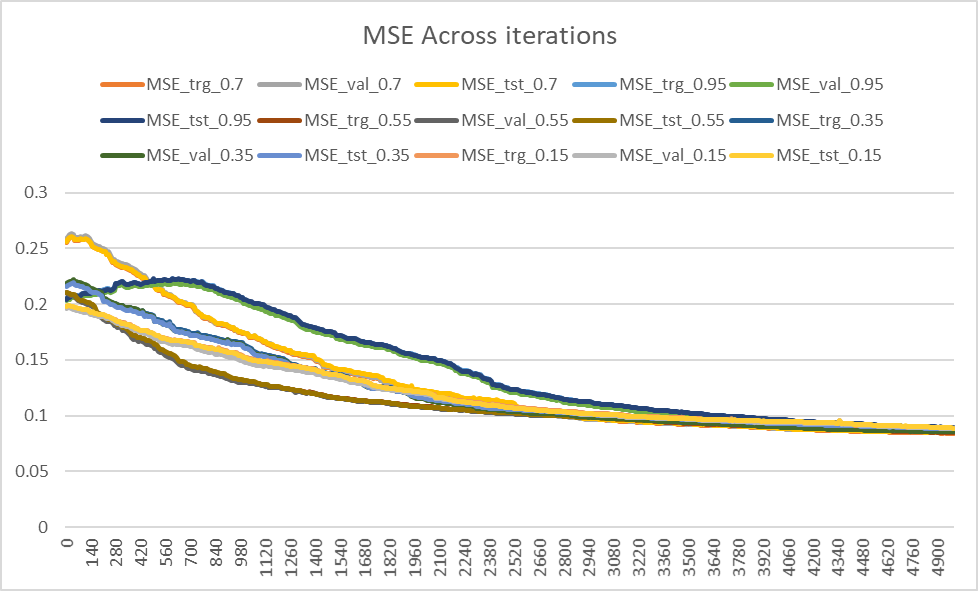 MSE Across iterations
MSE_trg_0.7 MSE_val_0.7 MSE_tst_0.7 MSE_trg_0.95 MSE_val_0.95
MSE_tst_0.95 MSE_trg_0.55 MSE_val_0.55 MSE_tst_0.55 MSE_trg_0.35
MSE_val_0.35 MSE_tst_0.35 MSE_trg_0.15 MSE_val_0.15 MSE_tst_0.15
0.3
0.25
0.2
0.15
0.1
0.05
0
0 140 280 420 560 700 840 980 1120 1260 1400 1540 1680 1820 1960 2100 2240 2380 2520 2660 2800 2940 3080 3220 3360 3500 3640 3780 3920 4060 4200 4340 4480 4620 4760 4900